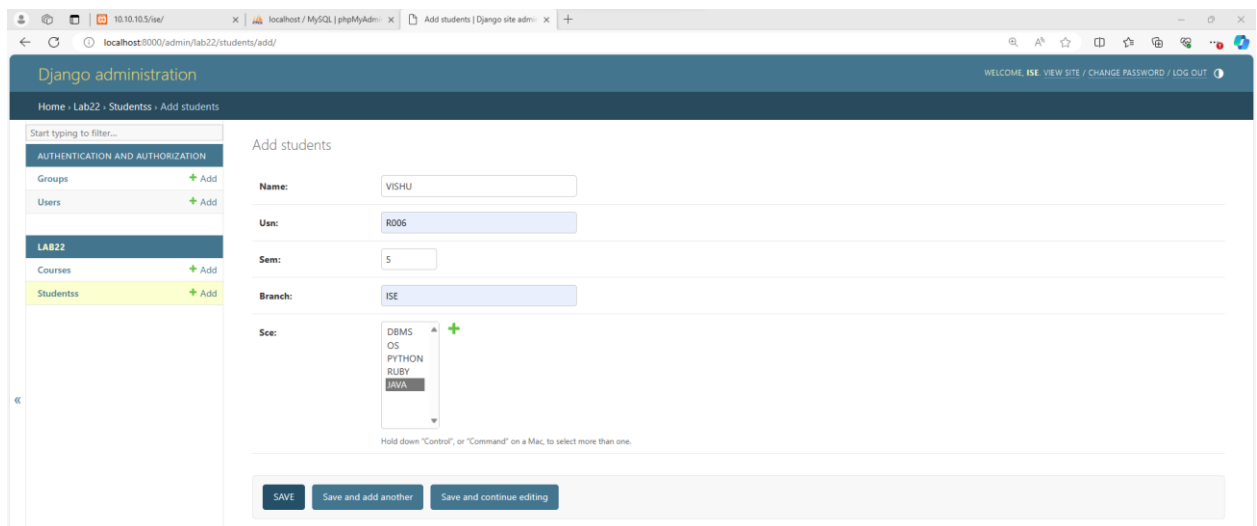 10.10.10.5/ise/
localhost / MySQL | phpMyAdmi
Add students | Django site admi
localhost:8000/admin/lab22/students/add/
Django administration
WELCOME, ISE. VIEW SITE / CHANGE PASSWORD / LOG OUT
Home › Lab22 › Studentss › Add students
Start typing to filter...
AUTHENTICATION AND AUTHORIZATION
Groups + Add
Users + Add
LAB22
Courses + Add
Studentss + Add
«
Add students
Name: VISHU
Usn: R006
Sem: 5
Branch: ISE
Sce:
DBMS
OS
PYTHON
RUBY
JAVA
Hold down "Control", or "Command" on a Mac, to select more than one.
SAVE Save and add another Save and continue editing